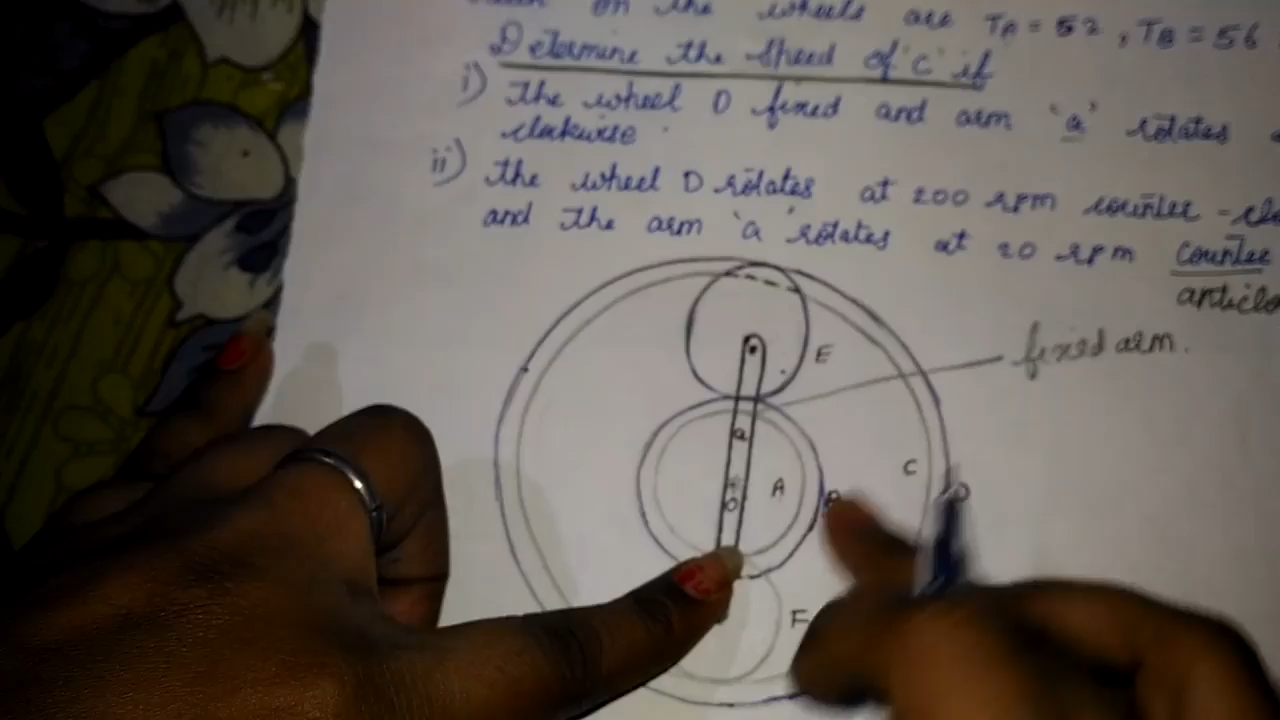 on the wheels are TA = 52, TB = 56
Determine the speed of 'C' if
i) The wheel D fixed and arm 'a' rotates
clockwise.
ii) The wheel D rotates at 200 rpm counter-clo
and the arm 'a' rotates at 20 rpm counter
anticlo
fixed arm.
E
a
C
A
D
F